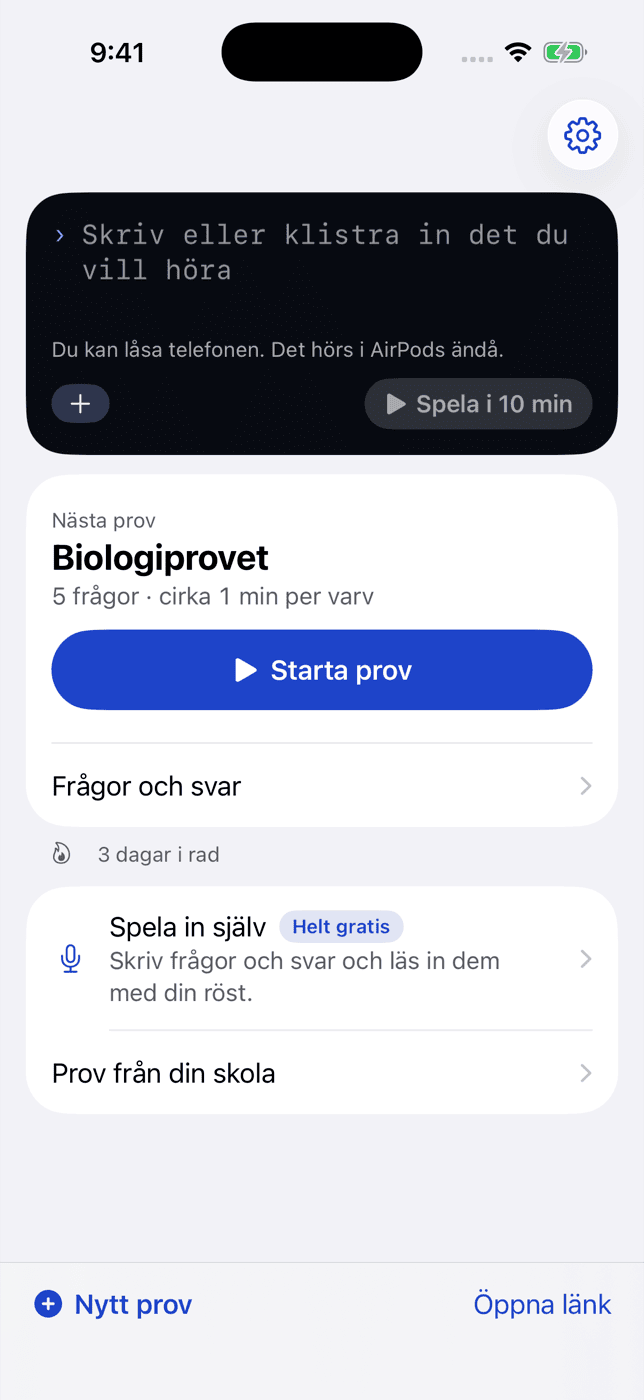 9:41
› Skriv eller klistra in det du
vill höra
Du kan låsa telefonen. Det hörs i AirPods ändå.
Spela i 10 min
Nästa prov
Biologiprovet
5 frågor · cirka 1 min per varv
Starta prov
Frågor och svar
3 dagar i rad
Spela in själv Helt gratis
Skriv frågor och svar och läs in dem
med din röst.
Prov från din skola
Nytt prov Öppna länk